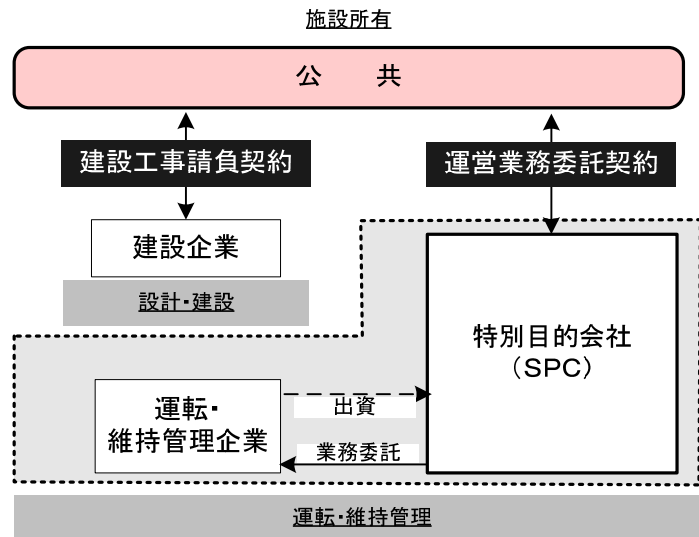 施設所有
公　　共
建設工事請負契約
運営業務委託契約
建設企業
設計・建設
特別目的会社
（SPC）
運転・
維持管理企業
出資
業務委託
運転・維持管理